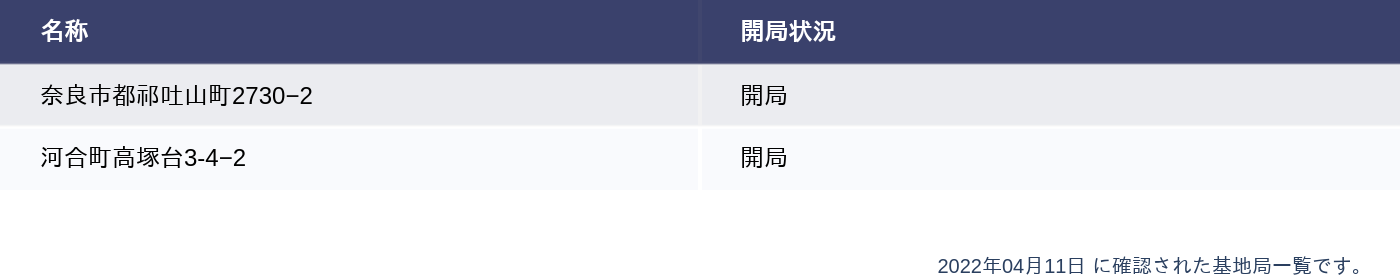 名称 開局状況
奈良市都祁吐山町2730−2 開局
河合町高塚台3-4−2 開局
2022年04月11日 に確認された基地局一覧です。